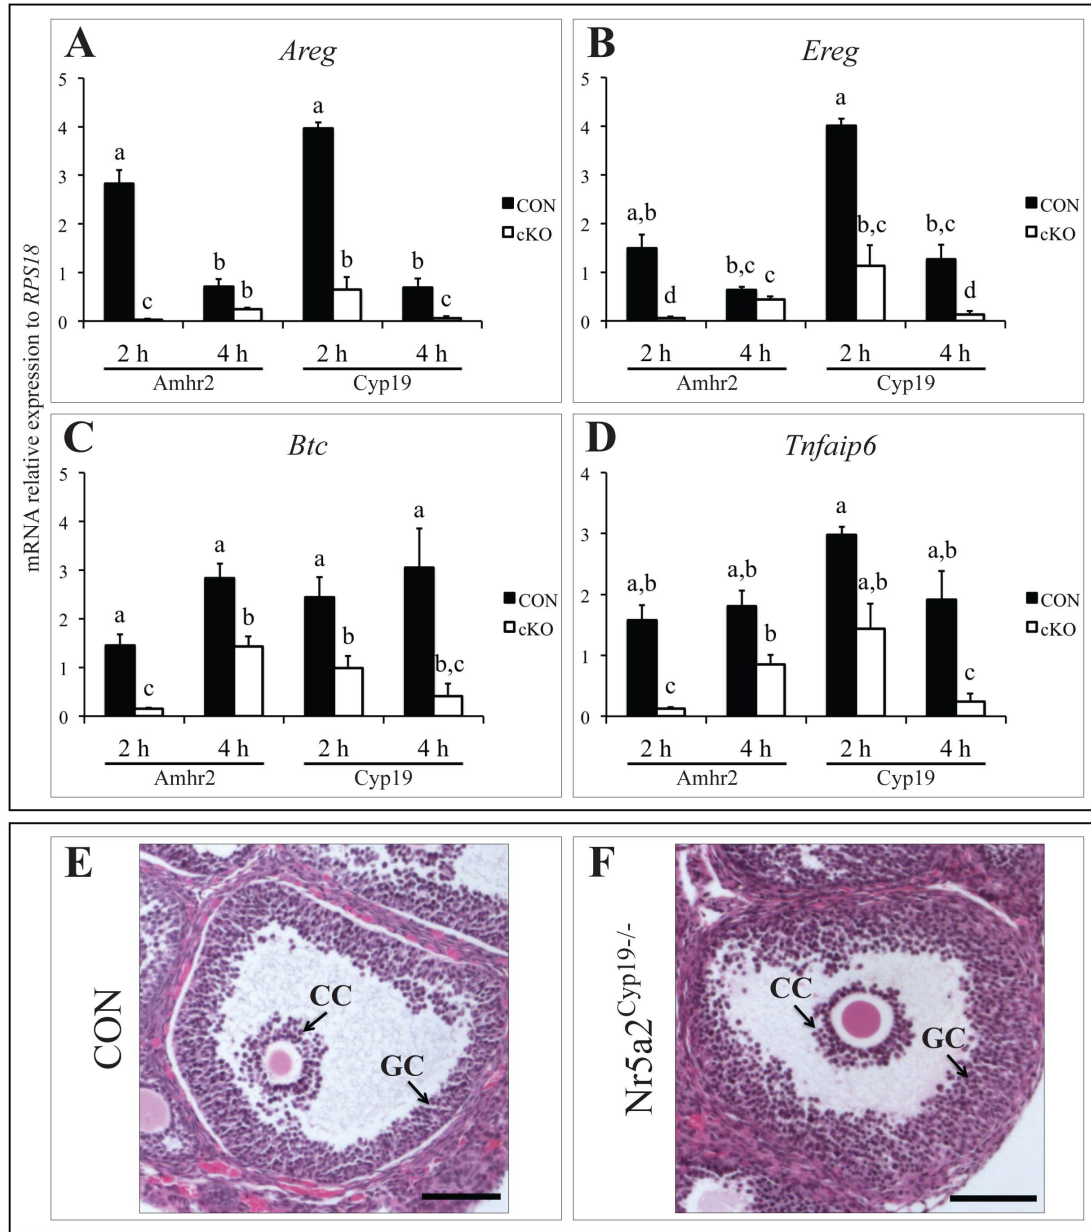 mRNA relative expression to RPS18
A
Areg
5
4
3
2
1
0
a
c
b
b
a
b
b
c
CON
cKO
2 h 4 h 2 h 4 h
Amhr2 Cyp19
B
Ereg
5
4
3
2
1
0
a,b
d
b,c
c
a
b,c
b,c
d
CON
cKO
2 h 4 h 2 h 4 h
Amhr2 Cyp19
C
Btc
5
4
3
2
1
0
a
c
a
b
a
b
a
b,c
CON
cKO
2 h 4 h 2 h 4 h
Amhr2 Cyp19
D
Tnfaip6
4
3
2
1
0
a,b
c
a,b
b
a
a,b
a,b
c
CON
cKO
2 h 4 h 2 h 4 h
Amhr2 Cyp19
E
CON
CC
GC
F
Nr5a2Cyp19-/-
CC
GC